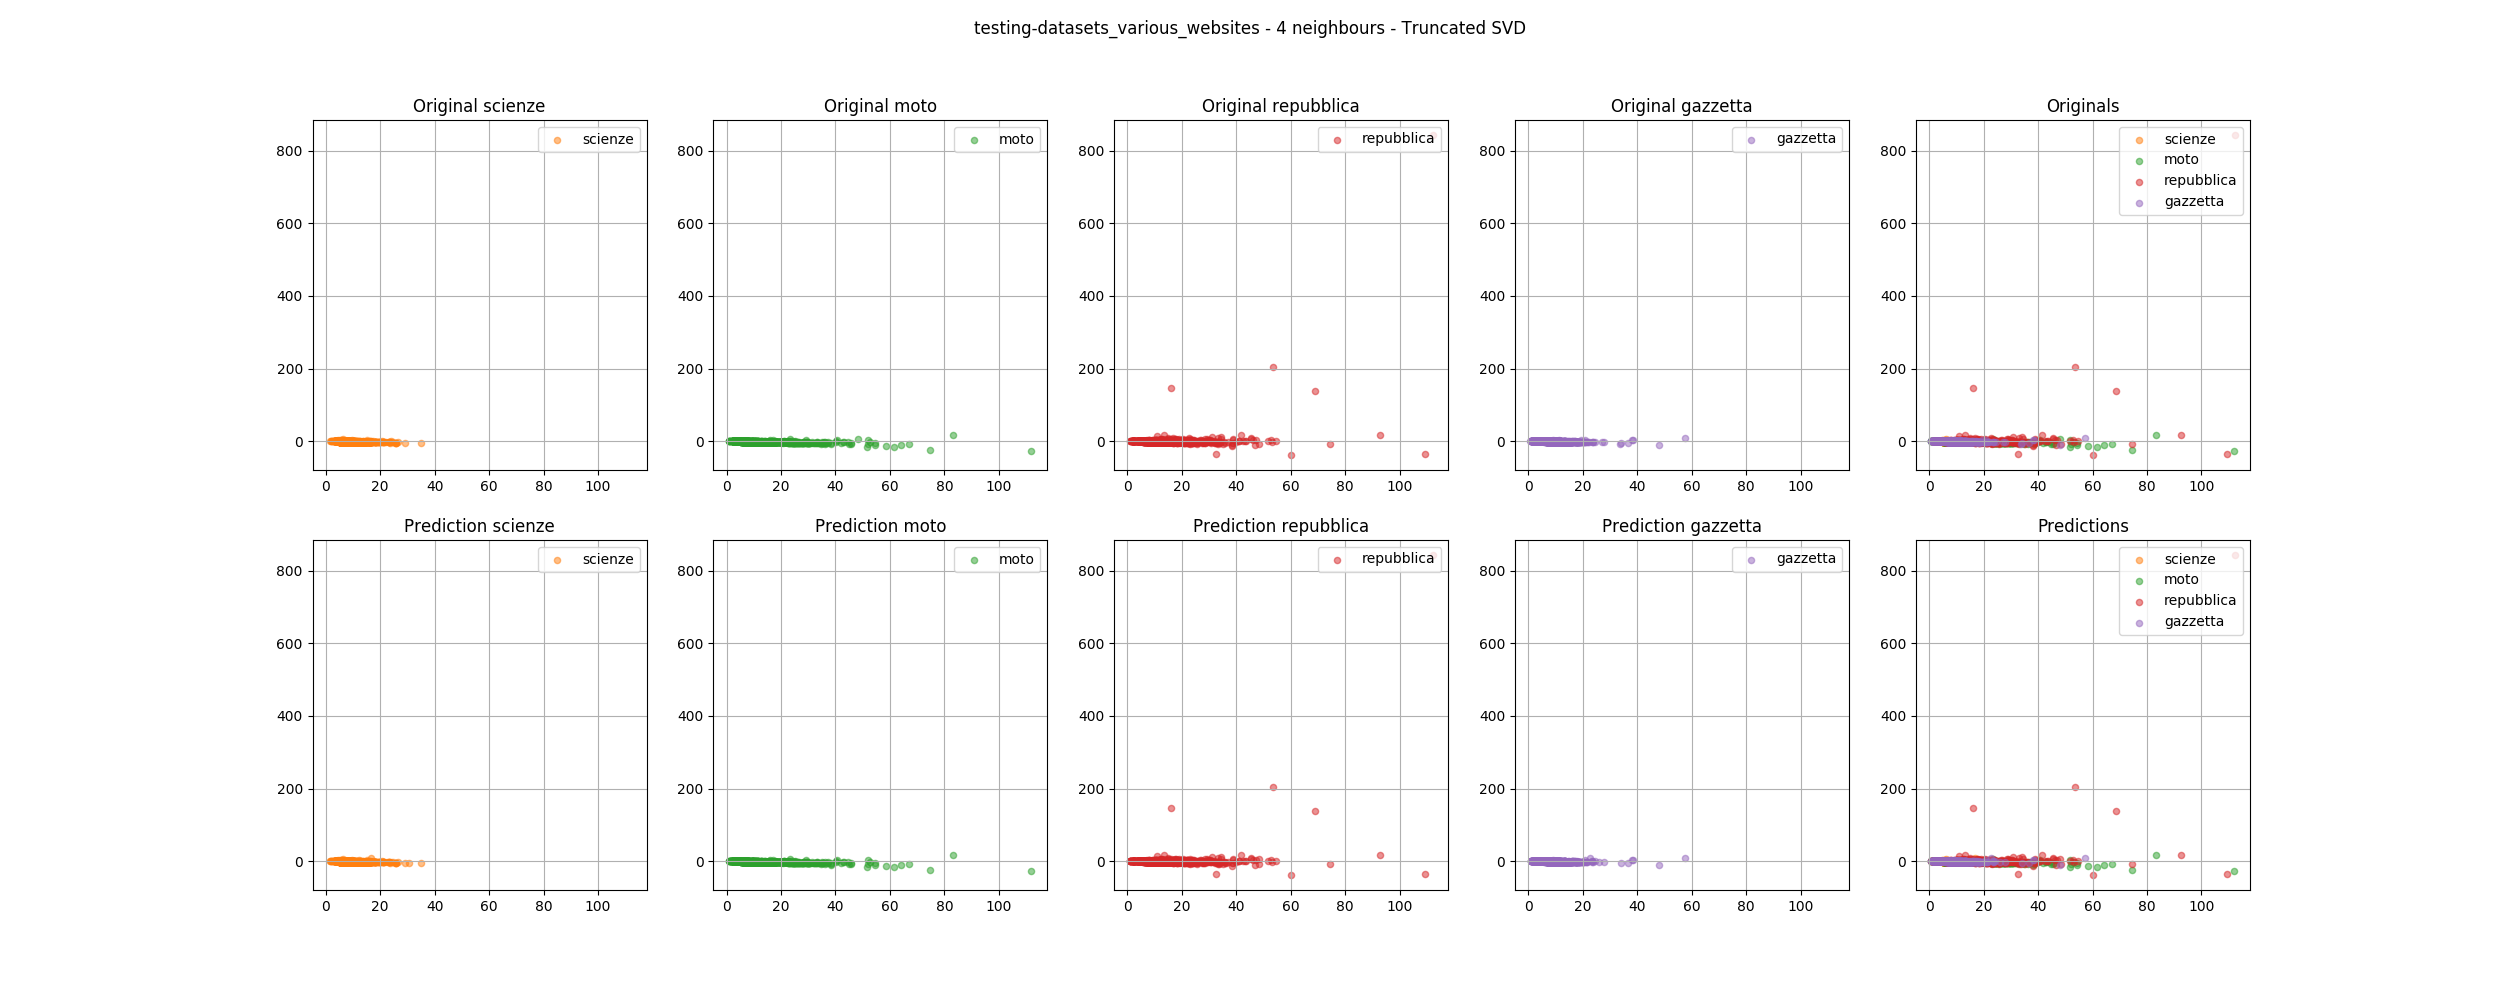 testing-datasets_various_websites - 4 neighbours - Truncated SVD
Original scienze
scienze
800
600
400
200
0
0 20 40 60 80 100
Original moto
moto
800
600
400
200
0
0 20 40 60 80 100
Original repubblica
repubblica
800
600
400
200
0
0 20 40 60 80 100
Original gazzetta
gazzetta
800
600
400
200
0
0 20 40 60 80 100
Originals
scienze
moto
repubblica
gazzetta
800
600
400
200
0
0 20 40 60 80 100
Prediction scienze
scienze
800
600
400
200
0
0 20 40 60 80 100
Prediction moto
moto
800
600
400
200
0
0 20 40 60 80 100
Prediction repubblica
repubblica
800
600
400
200
0
0 20 40 60 80 100
Prediction gazzetta
gazzetta
800
600
400
200
0
0 20 40 60 80 100
Predictions
scienze
moto
repubblica
gazzetta
800
600
400
200
0
0 20 40 60 80 100